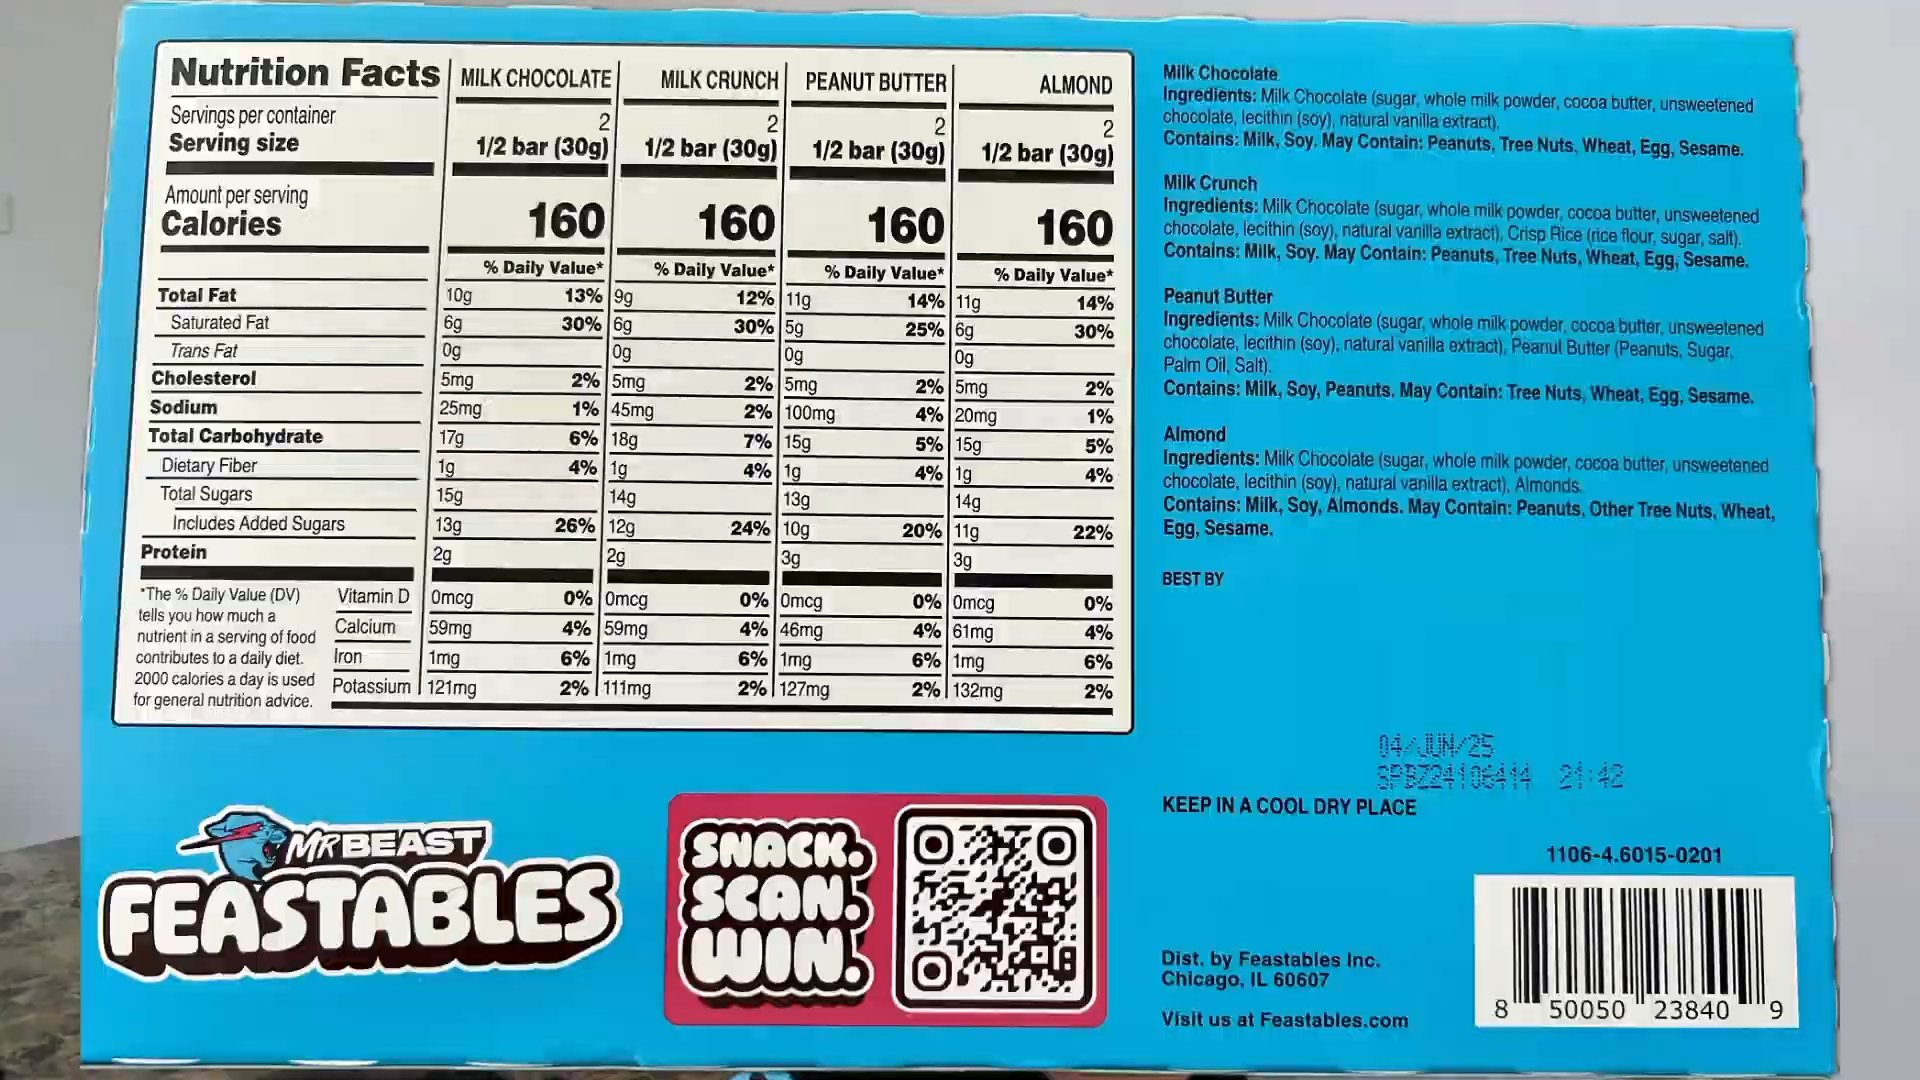 Nutrition Facts MILK CHOCOLATE MILK CRUNCH PEANUT BUTTER ALMOND
Servings per container 2 2 2 2
Serving size 1/2 bar (30g) 1/2 bar (30g) 1/2 bar (30g) 1/2 bar (30g)
Amount per serving
Calories 160 160 160 160
% Daily Value* % Daily Value* % Daily Value* % Daily Value*
Total Fat 10g 13% 9g 12% 11g 14% 11g 14%
Saturated Fat 6g 30% 6g 30% 5g 25% 6g 30%
Trans Fat 0g 0g 0g 0g
Cholesterol 5mg 2% 5mg 2% 5mg 2% 5mg 2%
Sodium 25mg 1% 45mg 2% 100mg 4% 20mg 1%
Total Carbohydrate 17g 6% 18g 7% 15g 5% 15g 5%
Dietary Fiber 1g 4% 1g 4% 1g 4% 1g 4%
Total Sugars 15g 14g 13g 14g
Includes Added Sugars 13g 26% 12g 24% 10g 20% 11g 22%
Protein 2g 2g 3g 3g
Vitamin D 0mcg 0% 0mcg 0% 0mcg 0% 0mcg 0%
Calcium 59mg 4% 59mg 4% 46mg 4% 61mg 4%
Iron 1mg 6% 1mg 6% 1mg 6% 1mg 6%
Potassium 121mg 2% 111mg 2% 127mg 2% 132mg 2%
*The % Daily Value (DV)
tells you how much a
nutrient in a serving of food
contributes to a daily diet.
2000 calories a day is used
for general nutrition advice.
Milk Chocolate
Ingredients: Milk Chocolate (sugar, whole milk powder, cocoa butter, unsweetened
chocolate, lecithin (soy), natural vanilla extract).
Contains: Milk, Soy. May Contain: Peanuts, Tree Nuts, Wheat, Egg, Sesame.
Milk Crunch
Ingredients: Milk Chocolate (sugar, whole milk powder, cocoa butter, unsweetened
chocolate, lecithin (soy), natural vanilla extract), Crisp Rice (rice flour, sugar, salt).
Contains: Milk, Soy. May Contain: Peanuts, Tree Nuts, Wheat, Egg, Sesame.
Peanut Butter
Ingredients: Milk Chocolate (sugar, whole milk powder, cocoa butter, unsweetened
chocolate, lecithin (soy), natural vanilla extract), Peanut Butter (Peanuts, Sugar,
Palm Oil, Salt).
Contains: Milk, Soy, Peanuts. May Contain: Tree Nuts, Wheat, Egg, Sesame.
Almond
Ingredients: Milk Chocolate (sugar, whole milk powder, cocoa butter, unsweetened
chocolate, lecithin (soy), natural vanilla extract), Almonds.
Contains: Milk, Soy, Almonds. May Contain: Peanuts, Other Tree Nuts, Wheat,
Egg, Sesame.
BEST BY
04/JUN/25
SPBZ24106414 21:42
KEEP IN A COOL DRY PLACE
1106-4.6015-0201
Dist. by Feastables Inc.
Chicago, IL 60607
Visit us at Feastables.com
8 50050 23840 9
MRBEAST
FEASTABLES
SNACK.
SCAN.
WIN.